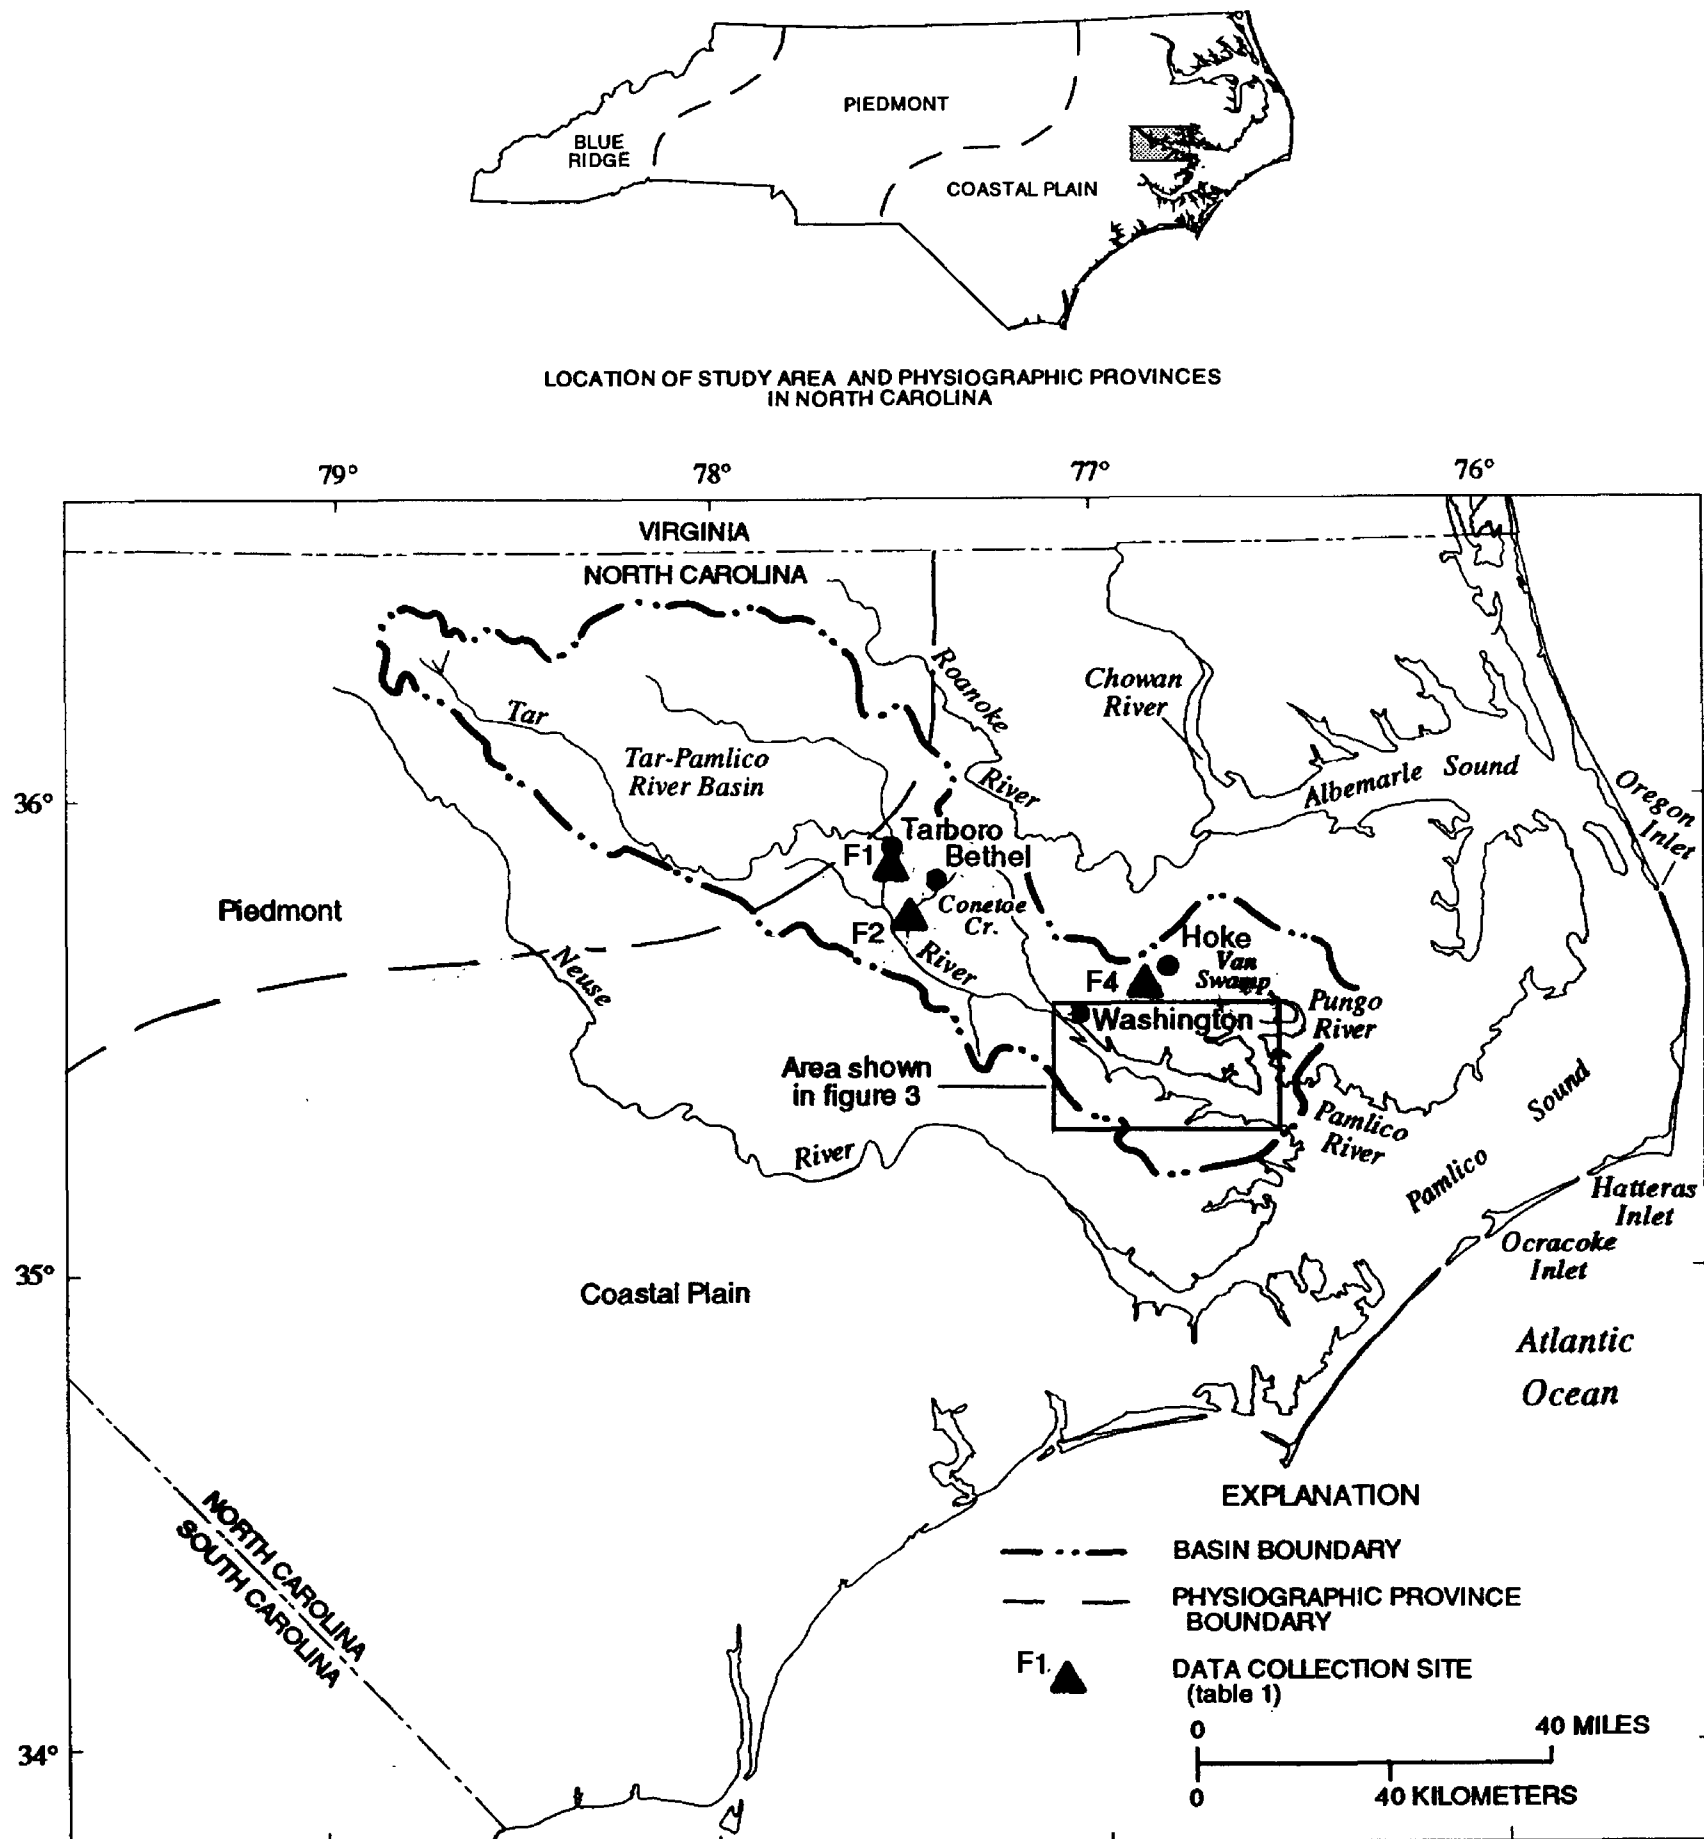 PIEDMONT
BLUE
RIDGE
COASTAL PLAIN
LOCATION OF STUDY AREA AND PHYSIOGRAPHIC PROVINCES
IN NORTH CAROLINA
79°
78°
77°
76°
VIRGINIA
NORTH CAROLINA
Roanoke
River
Chowan
River
Tar
Tar-Pamlico
River Basin
Albemarle Sound
Oregon
Inlet
36°
Tarboro
F1
Bethel
Conetoe
Cr.
Piedmont
F2
River
Hoke
Van
Swamp
F4
Neuse
Pungo
River
Washington
Area shown
in figure 3
Pamlico
River
River
Pamlico
Sound
Hatteras
Inlet
Ocracoke
Inlet
35°
Coastal Plain
Atlantic
Ocean
NORTH CAROLINA
SOUTH CAROLINA
EXPLANATION
BASIN BOUNDARY
PHYSIOGRAPHIC PROVINCE
BOUNDARY
F1
DATA COLLECTION SITE
(table 1)
34°
0 40 MILES
0 40 KILOMETERS